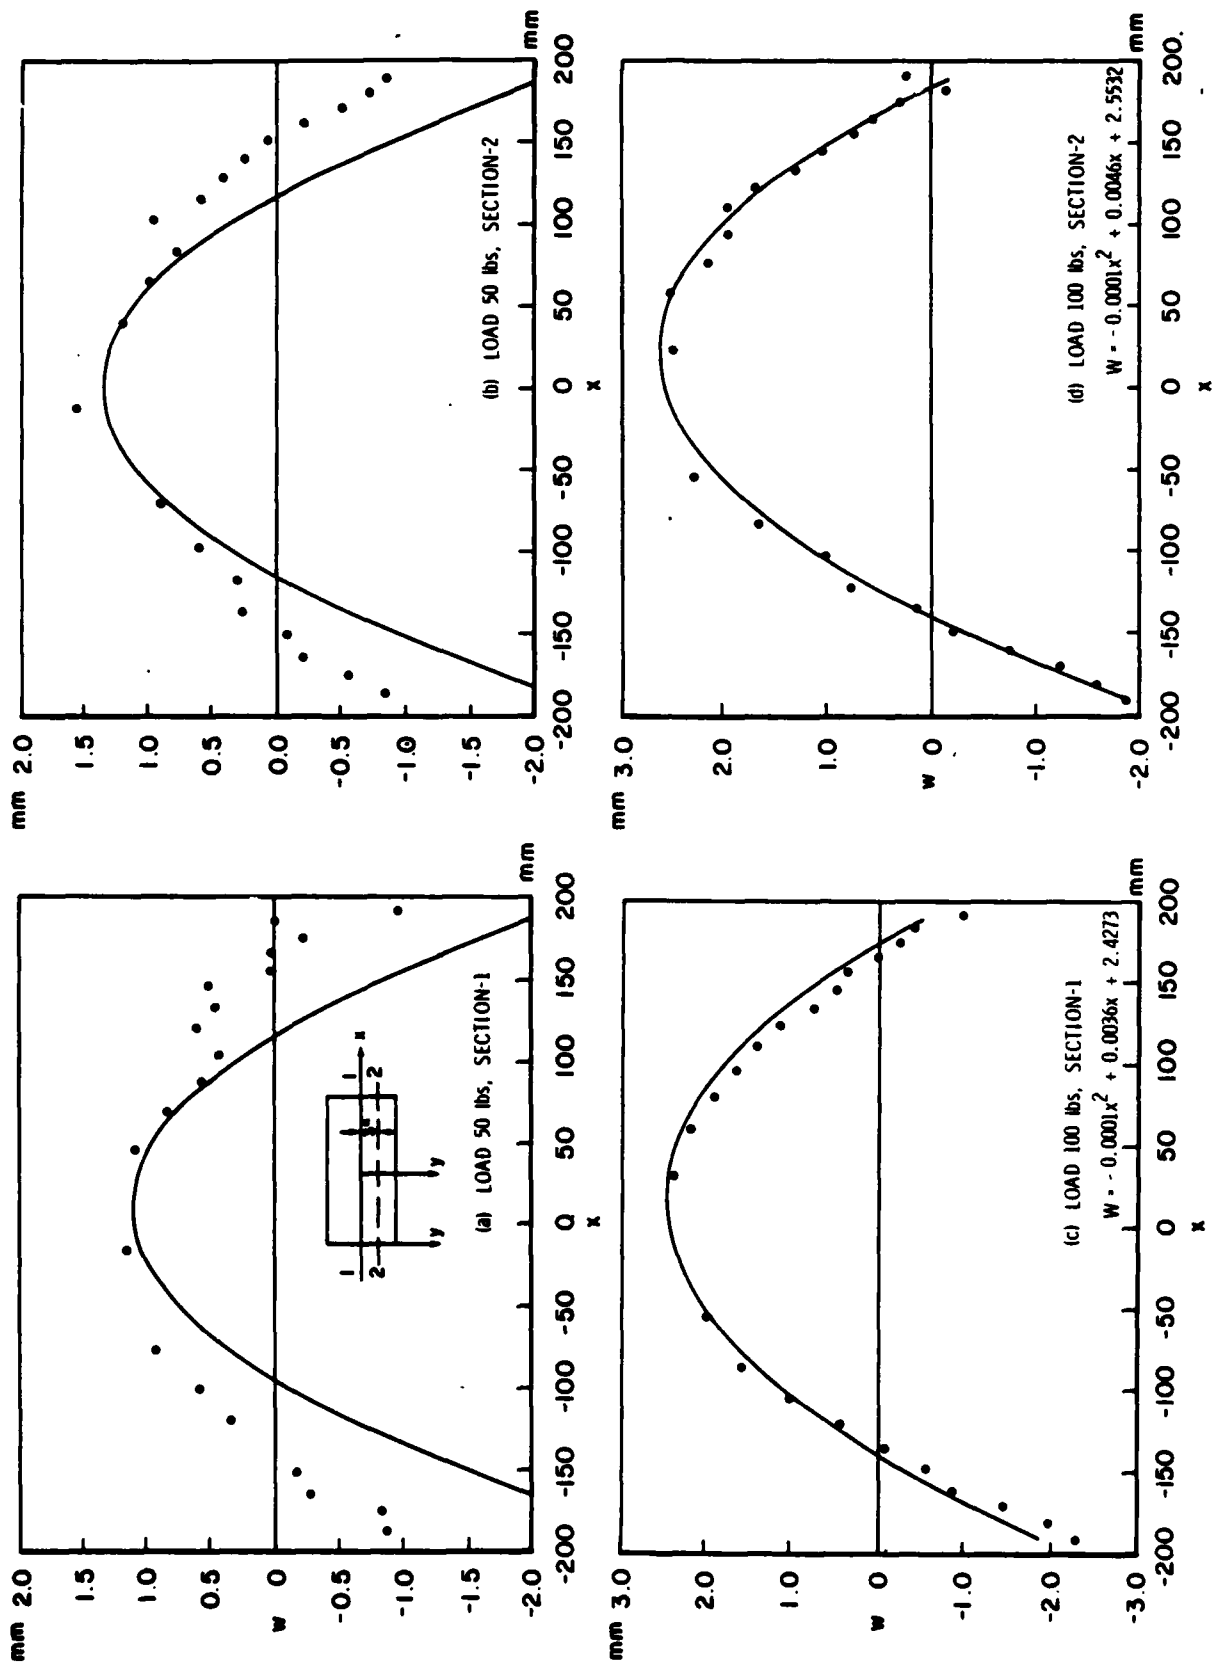 mm
2.0
1.5
1.0
0.5
0
w
-0.5
-1.0
-1.5
-2.0
-200 -150 -100 -50 0 50 100 150 200
mm
x
1 1 x
2 2
y y
(a) LOAD 50 lbs, SECTION-1
mm
2.0
1.5
1.0
0.5
0.0
-0.5
-1.0
-1.5
-2.0
-200 -150 -100 -50 0 50 100 150 200
mm
x
(b) LOAD 50 lbs, SECTION-2
mm
3.0
2.0
1.0
0
w
-1.0
-2.0
-3.0
-200 -150 -100 -50 0 50 100 150 200
mm
x
(c) LOAD 100 lbs, SECTION-1
W = -0.0001x² + 0.0036x + 2.4273
mm
3.0
2.0
1.0
0
w
-1.0
-2.0
-200 -150 -100 -50 0 50 100 150 200.
mm
x
(d) LOAD 100 lbs, SECTION-2
W = -0.0001x² + 0.0046x + 2.5532